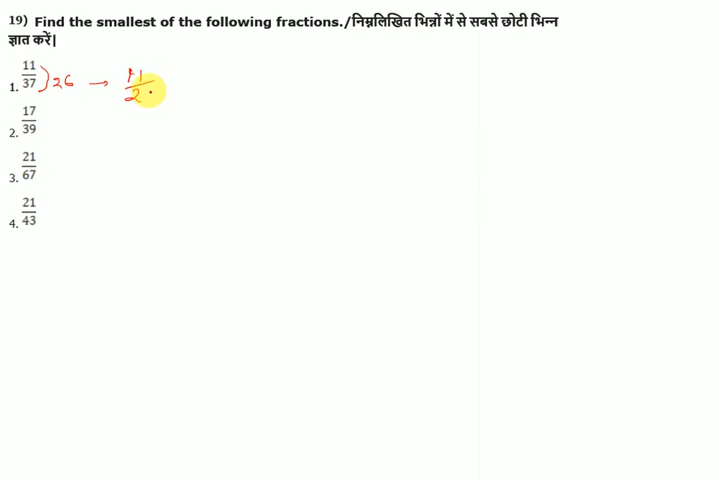 19) Find the smallest of the following fractions./निम्नलिखित भिन्नों में से सबसे छोटी भिन्न
ज्ञात करें|
1. 11/37 } 26 → 11/2
2. 17/39
3. 21/67
4. 21/43